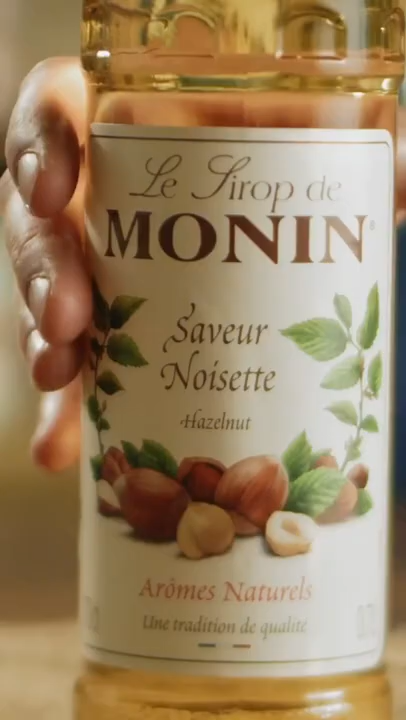 Le Sirop de
MONIN®
Saveur
Noisette
Hazelnut
Arômes Naturels
Une tradition de qualité